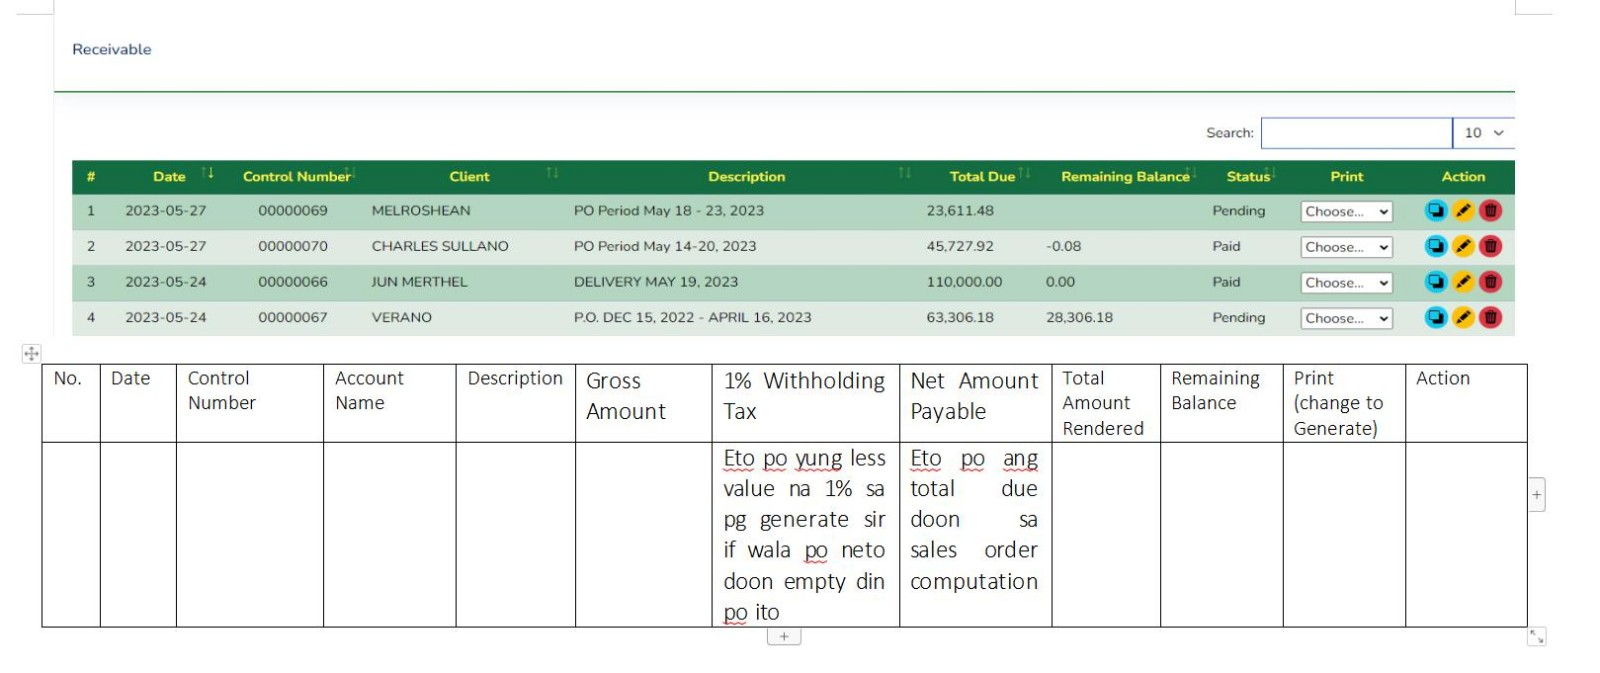 Receivable
Search: 10
# Date Control Number Client Description Total Due Remaining Balance Status Print Action
1 2023-05-27 00000069 MELROSHEAN PO Period May 18 - 23, 2023 23,611.48 Pending Choose...
2 2023-05-27 00000070 CHARLES SULLANO PO Period May 14-20, 2023 45,727.92 -0.08 Paid Choose...
3 2023-05-24 00000066 JUN MERTHEL DELIVERY MAY 19, 2023 110,000.00 0.00 Paid Choose...
4 2023-05-24 00000067 VERANO P.O. DEC 15, 2022 - APRIL 16, 2023 63,306.18 28,306.18 Pending Choose...
No.
Date
Control
Number
Account
Name
Description
Gross
Amount
1% Withholding
Tax
Net Amount
Payable
Total
Amount
Rendered
Remaining
Balance
Print
(change to
Generate)
Action
Eto po yung less
value na 1% sa
pg generate sir
if wala po neto
doon empty din
po ito
Eto po ang
total due
doon sa
sales order
computation